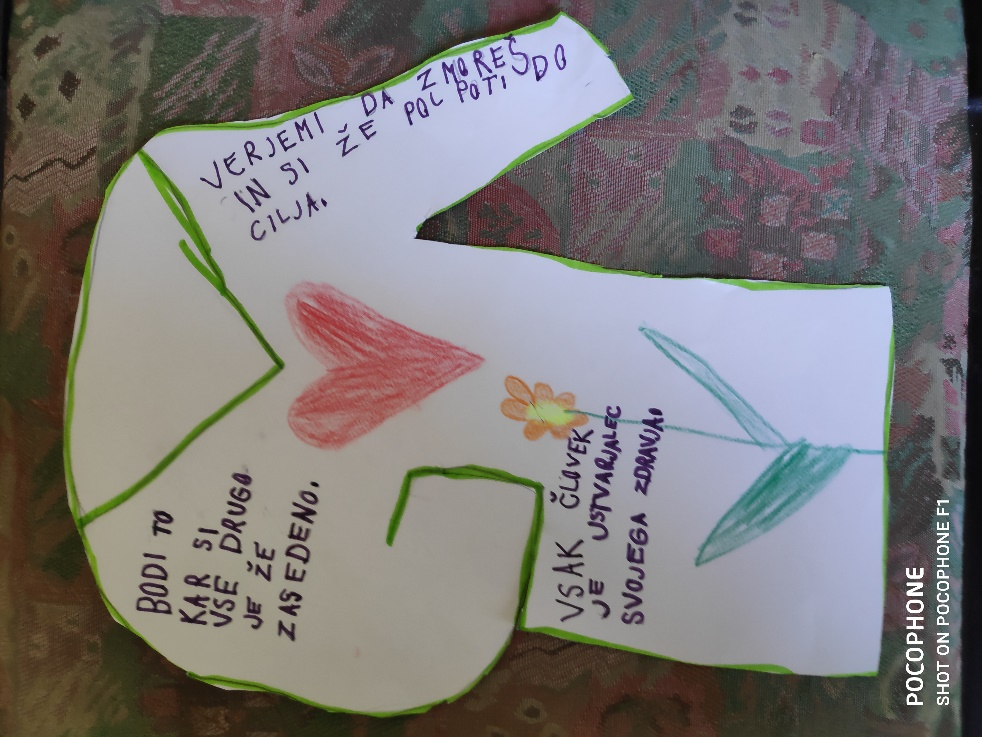 VERJEMI DA ZMOREŠ
IN SI ŽE POL POTI DO
CILJA.
BODI TO
KAR SI
VSE DRUGO
JE ŽE
ZASEDENO.
VSAK ČLOVEK
JE USTVARJALEC
SVOJEGA ZDRAVJA.
POCOPHONE
SHOT ON POCOPHONE F1